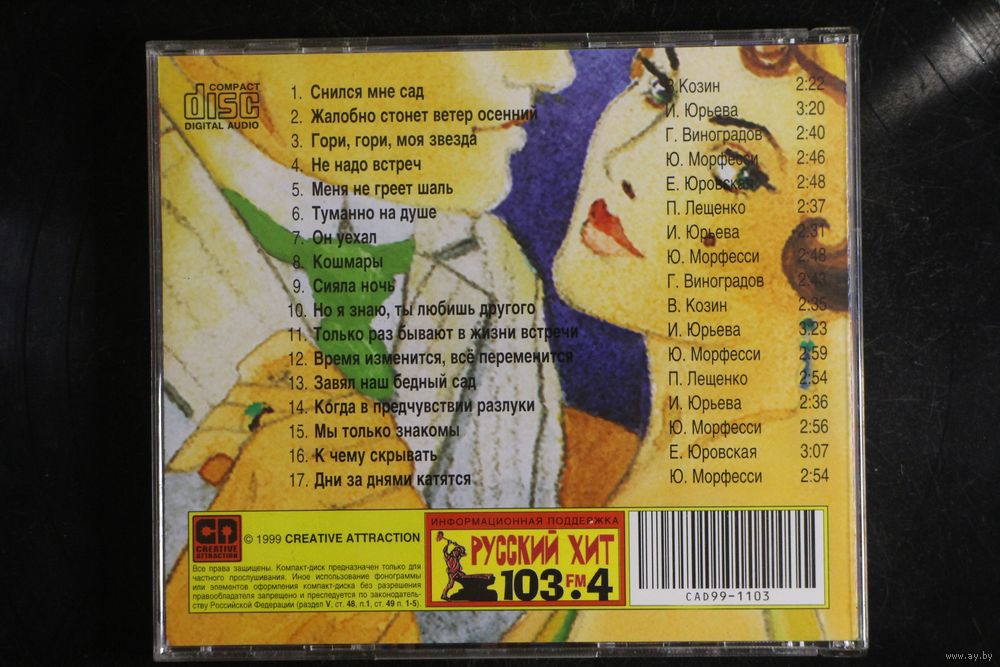 COMPACT
disc
DIGITAL AUDIO
1. Снился мне сад В.Козин 2:22
2. Жалобно стонет ветер осенний И. Юрьева 3:20
3. Гори, гори, моя звезда Г. Виноградов 2:40
4. Не надо встреч Ю. Морфесси 2:46
5. Меня не греет шаль Е. Юровская 2:48
6. Туманно на душе П. Лещенко 2:37
7. Он уехал И. Юрьева 2:31
8. Кошмары Ю. Морфесси 2:48
9. Сияла ночь Г. Виноградов 2:43
10. Но я знаю, ты любишь другого В. Козин 2:35
11. Только раз бывают в жизни встречи И. Юрьева 3:23
12. Время изменится, всё переменится Ю. Морфесси 2:59
13. Завял наш бедный сад П. Лещенко 2:54
14. Когда в предчувствии разлуки И. Юрьева 2:36
15. Мы только знакомы Ю. Морфесси 2:56
16. К чему скрывать Е. Юровская 3:07
17. Дни за днями катятся Ю. Морфесси 2:54
CD
CREATIVE
ATTRACTION
© 1999 CREATIVE ATTRACTION
Все права защищены. Компакт-диск предназначен только для
частного прослушивания. Иное использование фонограммы
или элементов оформления компакт-диска без разрешения
правообладателя запрещено и преследуется по законодатель-
ству Российской Федерации (раздел V, ст. 48, п.1, ст. 49 п. 1-5).
ИНФОРМАЦИОННАЯ ПОДДЕРЖКА
РУССКИЙ ХИТ
103.FM4
CAD99-1103
www.ay.by